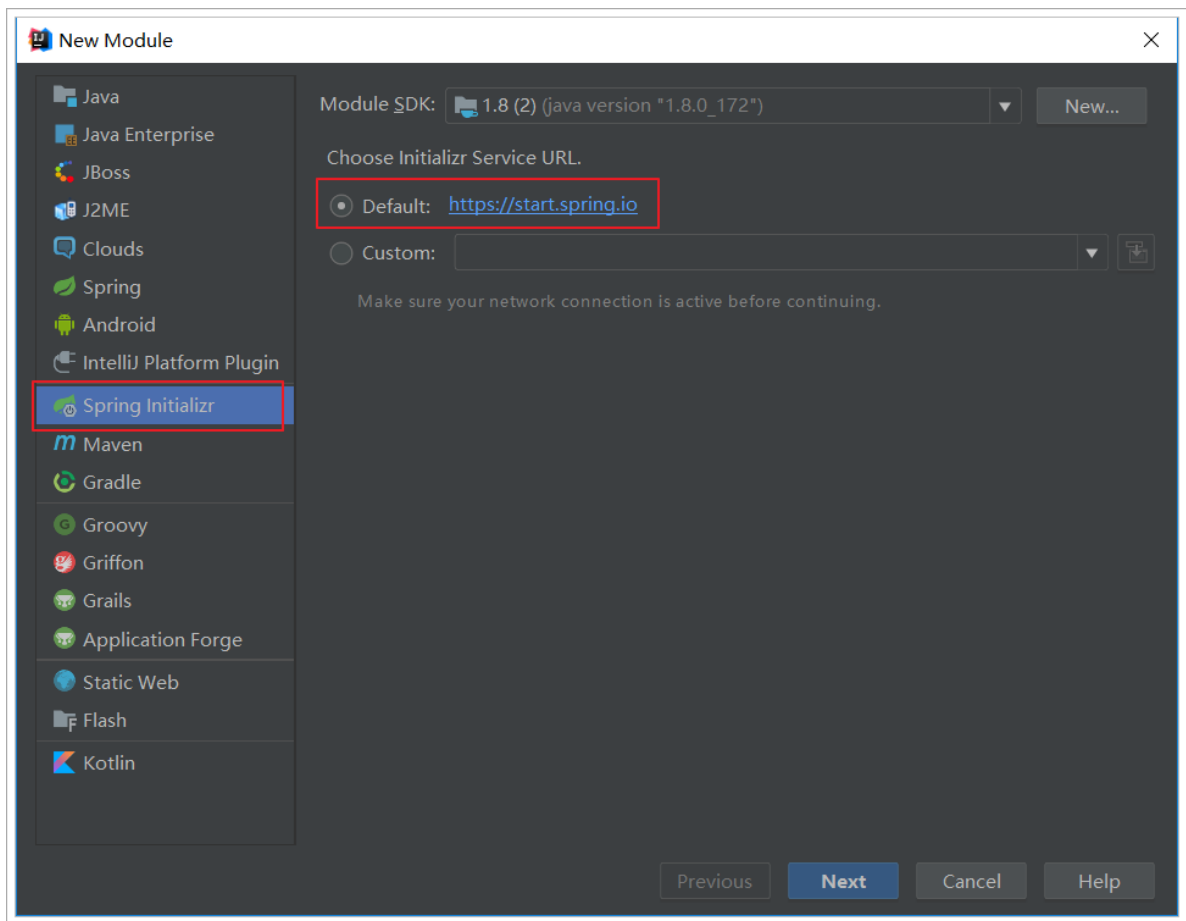 New Module
Java
Java Enterprise
JBoss
J2ME
Clouds
Spring
Android
IntelliJ Platform Plugin
Spring Initializr
Maven
Gradle
Groovy
Griffon
Grails
Application Forge
Static Web
Flash
Kotlin
Module SDK: 1.8 (2) (java version "1.8.0_172") New...
Choose Initializr Service URL.
Default: https://start.spring.io
Custom:
Make sure your network connection is active before continuing.
Previous Next Cancel Help